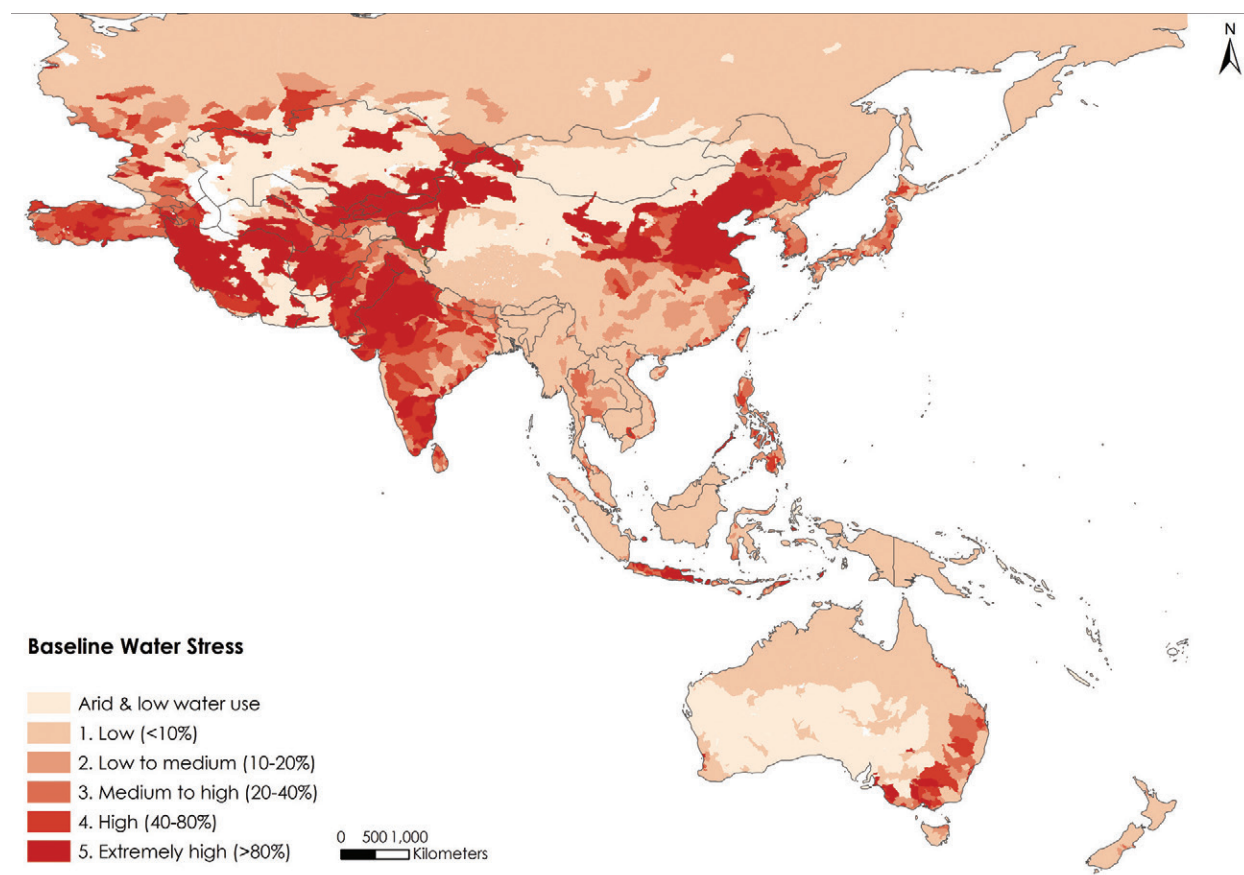 N
Baseline Water Stress
Arid & low water use
1. Low (<10%)
2. Low to medium (10-20%)
3. Medium to high (20-40%)
4. High (40-80%)
5. Extremely high (>80%)
0 500 1,000
Kilometers